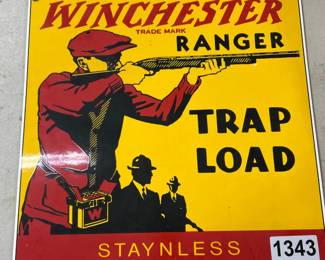 WINCHESTER
TRADE MARK
RANGER
TRAP
LOAD
W
STAYNLESS
1343